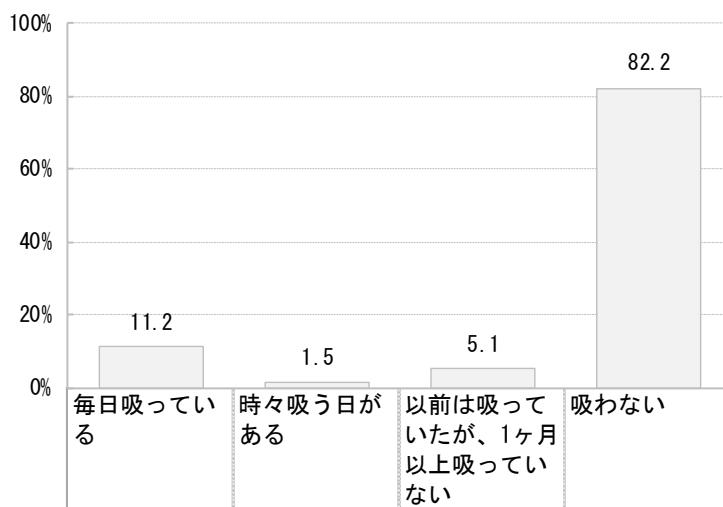 100%
80%
60%
40%
20%
0%
11.2
1.5
5.1
82.2
毎日吸ってい
る
時々吸う日が
ある
以前は吸って
いたが、1ヶ月
以上吸ってい
ない
吸わない